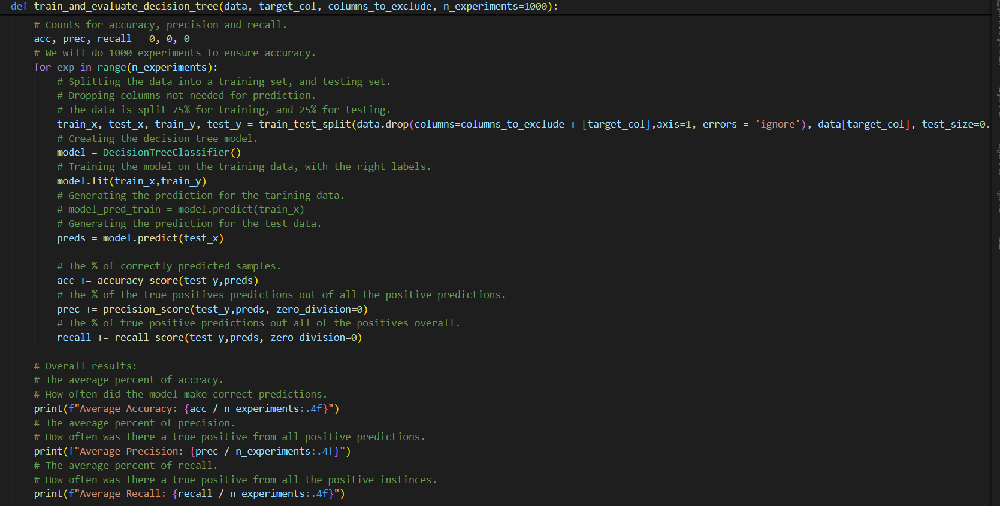 def train_and_evaluate_decision_tree(data, target_col, columns_to_exclude, n_experiments=1000):
# Counts for accuracy, precision and recall.
acc, prec, recall = 0, 0, 0
# We will do 1000 experiments to ensure accuracy.
for exp in range(n_experiments):
# Splitting the data into a training set, and testing set.
# Dropping columns not needed for prediction.
# The data is split 75% for training, and 25% for testing.
train_x, test_x, train_y, test_y = train_test_split(data.drop(columns=columns_to_exclude + [target_col],axis=1, errors = 'ignore'), data[target_col], test_size=0.
# Creating the decision tree model.
model = DecisionTreeClassifier()
# Training the model on the training data, with the right labels.
model.fit(train_x,train_y)
# Generating the prediction for the tarining data.
# model_pred_train = model.predict(train_x)
# Generating the prediction for the test data.
preds = model.predict(test_x)
# The % of correctly predicted samples.
acc += accuracy_score(test_y,preds)
# The % of the true positives predictions out of all the positive predictions.
prec += precision_score(test_y,preds, zero_division=0)
# The % of true positive predictions out all of the positives overall.
recall += recall_score(test_y,preds, zero_division=0)
# Overall results:
# The average percent of accracy.
# How often did the model make correct predictions.
print(f"Average Accuracy: {acc / n_experiments:.4f}")
# The average percent of precision.
# How often was there a true positive from all positive predictions.
print(f"Average Precision: {prec / n_experiments:.4f}")
# The average percent of recall.
# How often was there a true positive from all the positive instinces.
print(f"Average Recall: {recall / n_experiments:.4f}")